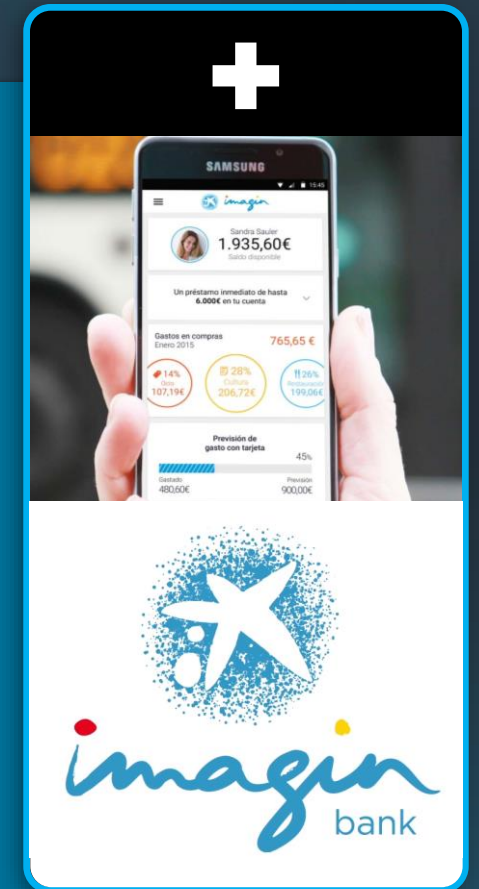 SAMSUNG
15:45
imagin
Sandra Sauler
1.935,60€
Saldo disponible
Un préstamo inmediato de hasta
6.000€ en tu cuenta
Gastos en compras
Enero 2015
765,65 €
14%
Ocio
107,19€
28%
Cultura
206,72€
26%
Restauración
199,06€
Previsión de
gasto con tarjeta
45%
Gastado
480,60€
Previsión
900,00€
imagin
bank